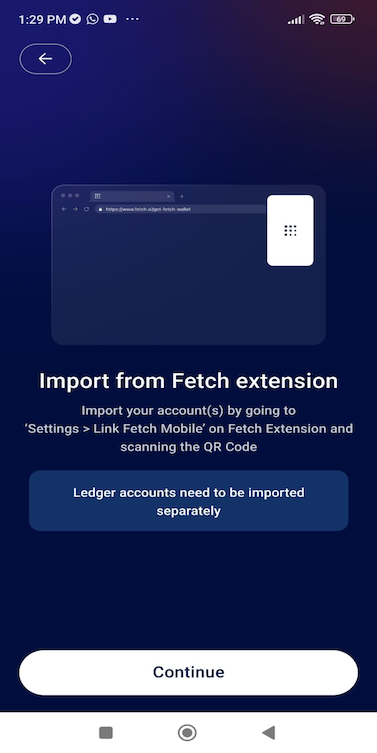 1:29 PM
69
https://www.fetch.ai/get-fetch-wallet
Import from Fetch extension
Import your account(s) by going to
‘Settings > Link Fetch Mobile’ on Fetch Extension and
scanning the QR Code
Ledger accounts need to be imported
separately
Continue